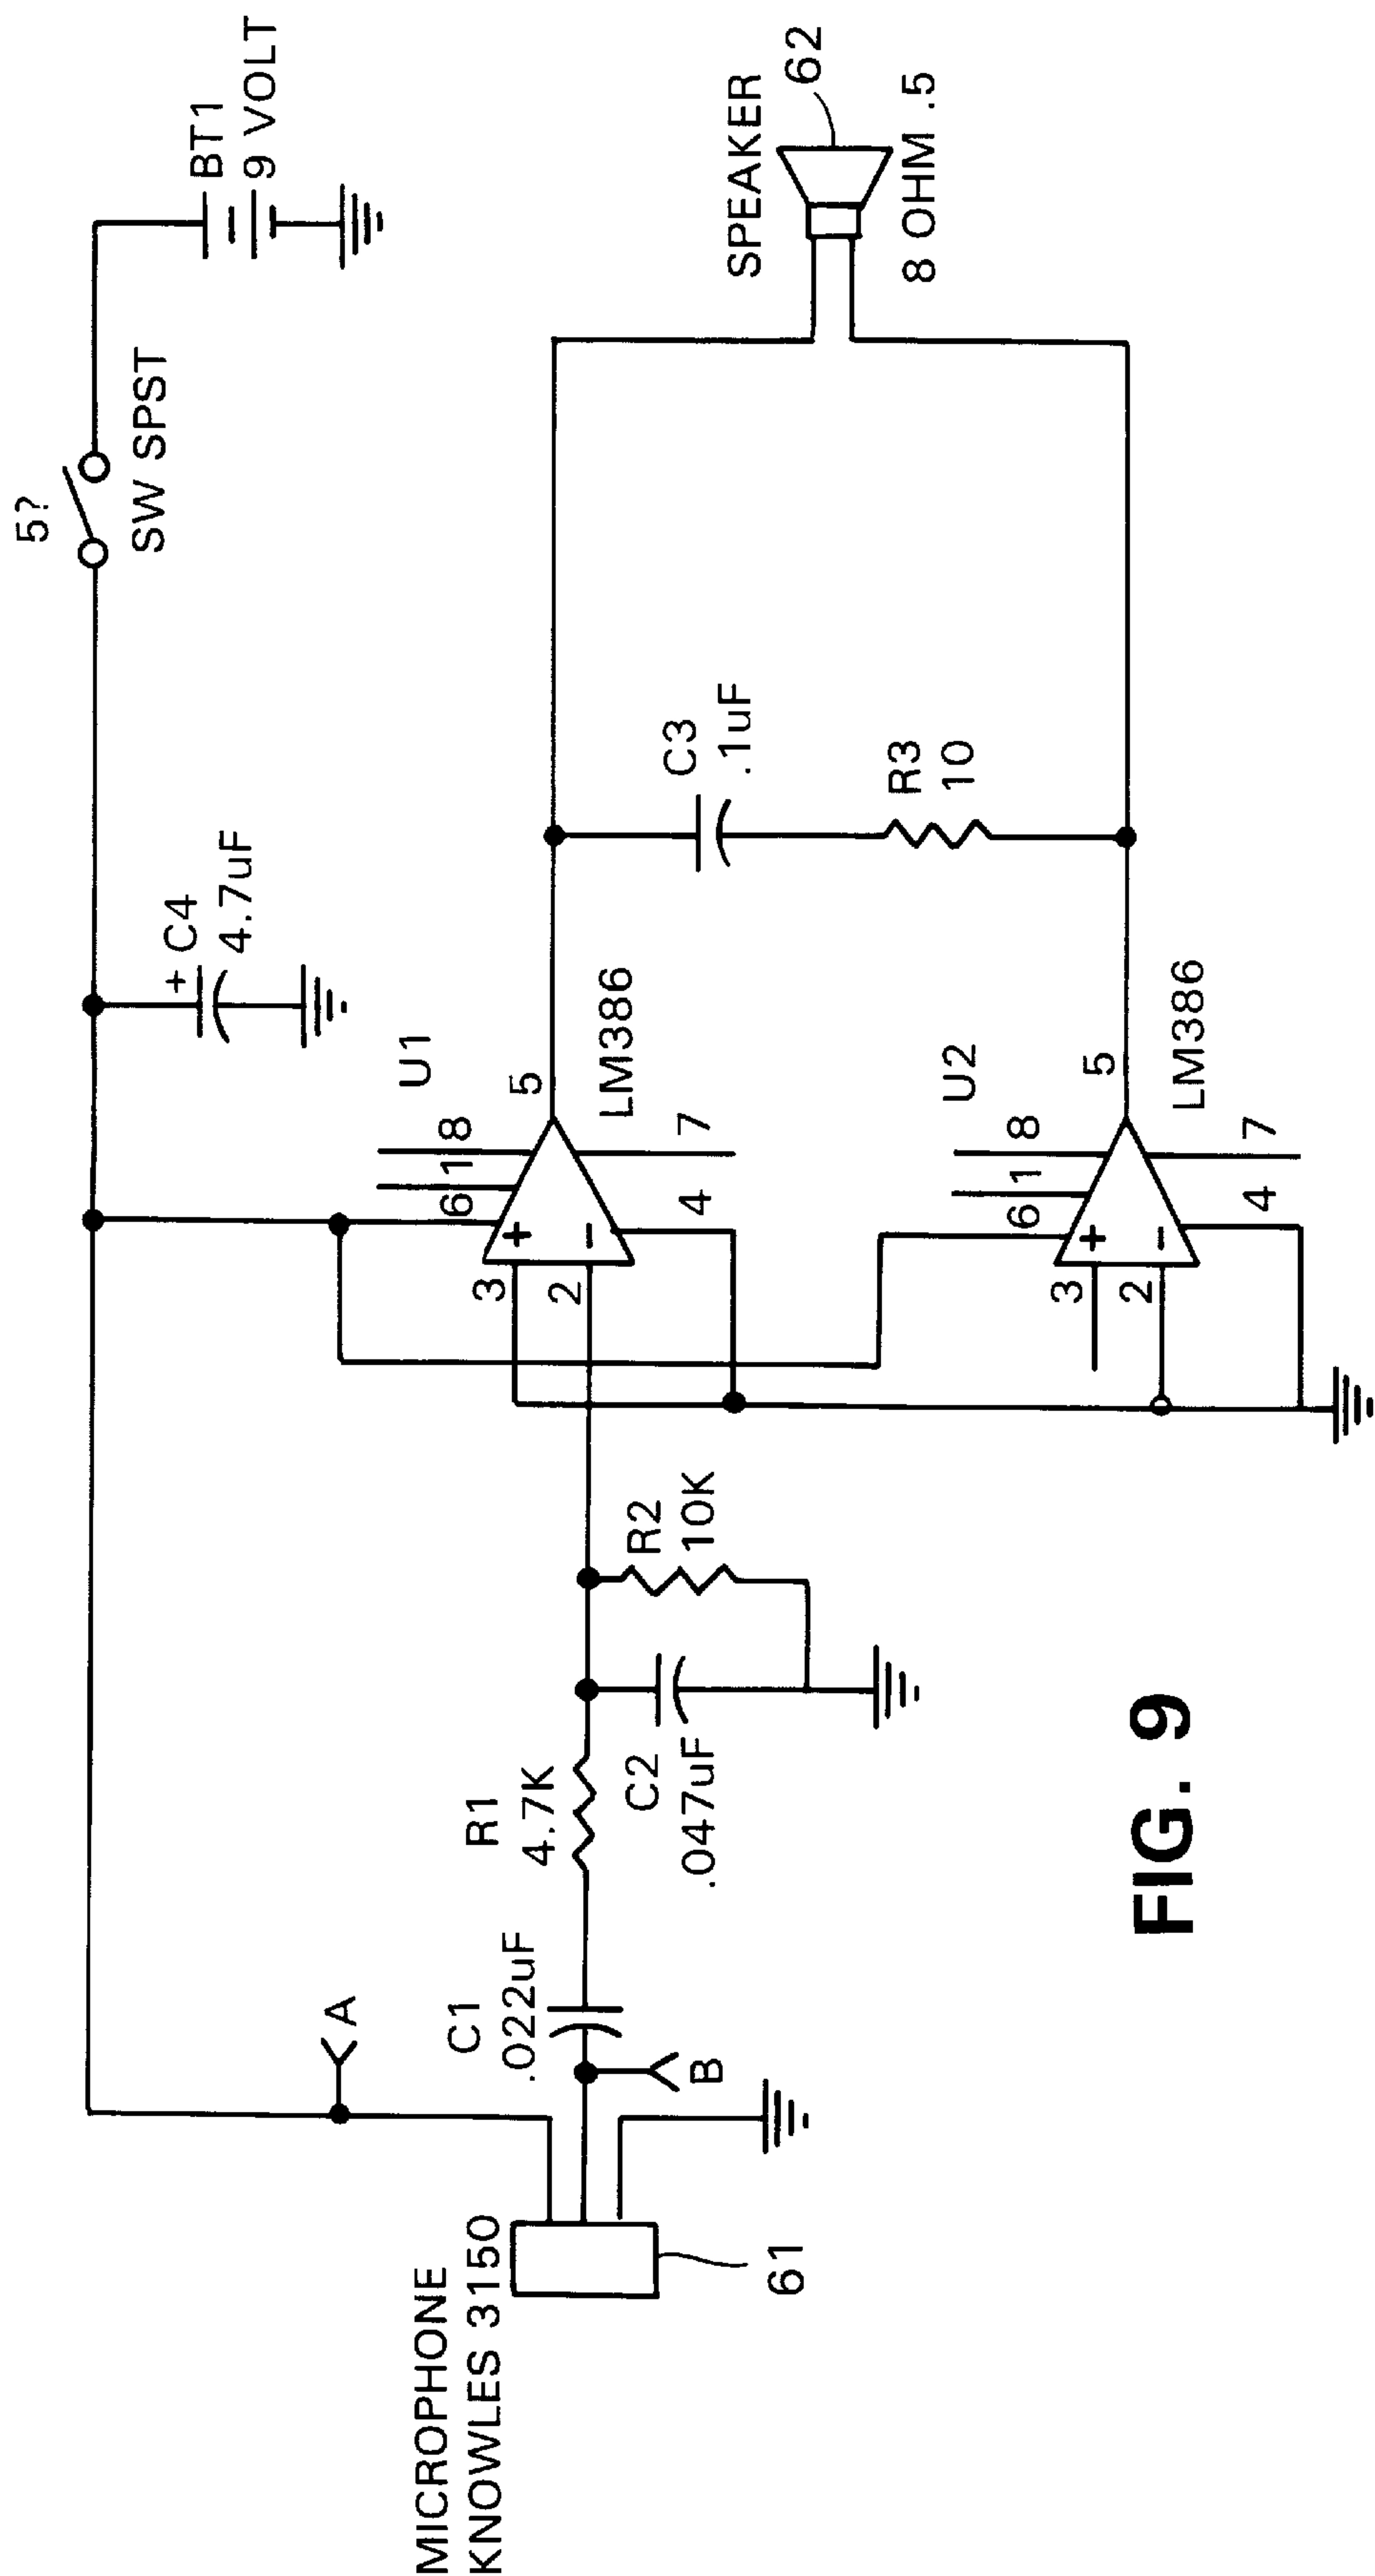 5?
SW SPST
BT1
9 VOLT
+ C4
4.7uF
A
MICROPHONE
KNOWLES 3150
61
C1
.022uF
B
R1
4.7K
C2
.047uF
R2
10K
U1
3
2
6
1
8
+
−
5
4
7
LM386
U2
3
2
6
1
8
+
−
5
4
7
LM386
C3
.1uF
R3
10
SPEAKER
62
8 OHM .5
FIG. 9